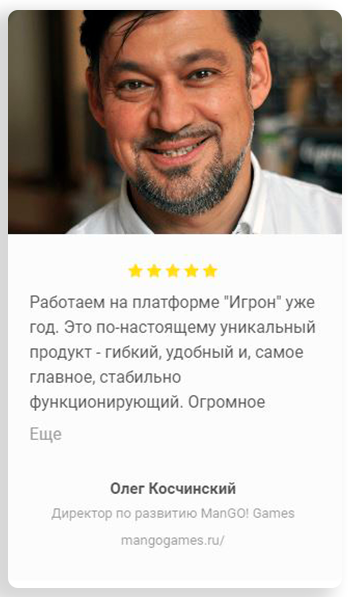 Работаем на платформе "Игрон" уже
год. Это по-настоящему уникальный
продукт - гибкий, удобный и, самое
главное, стабильно
функционирующий. Огромное
Еще
Олег Косчинский
Директор по развитию ManGO! Games
mangogames.ru/